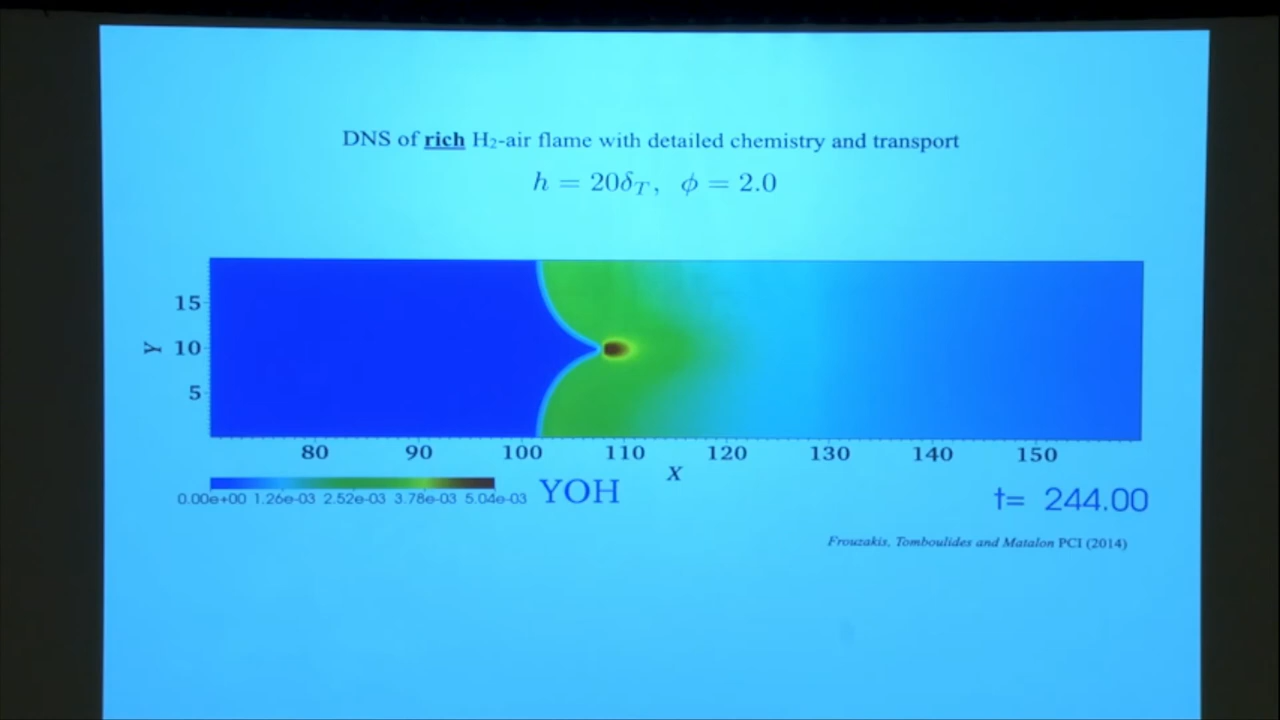 DNS of rich H₂-air flame with detailed chemistry and transport
h = 20δ_T, ϕ = 2.0
15
10
5
Y
80 90 100 110 120 130 140 150
X
0.00e+00 1.26e-03 2.52e-03 3.78e-03 5.04e-03
YOH
t= 244.00
Frouzakis, Tomboulides and Matalon PCI (2014)